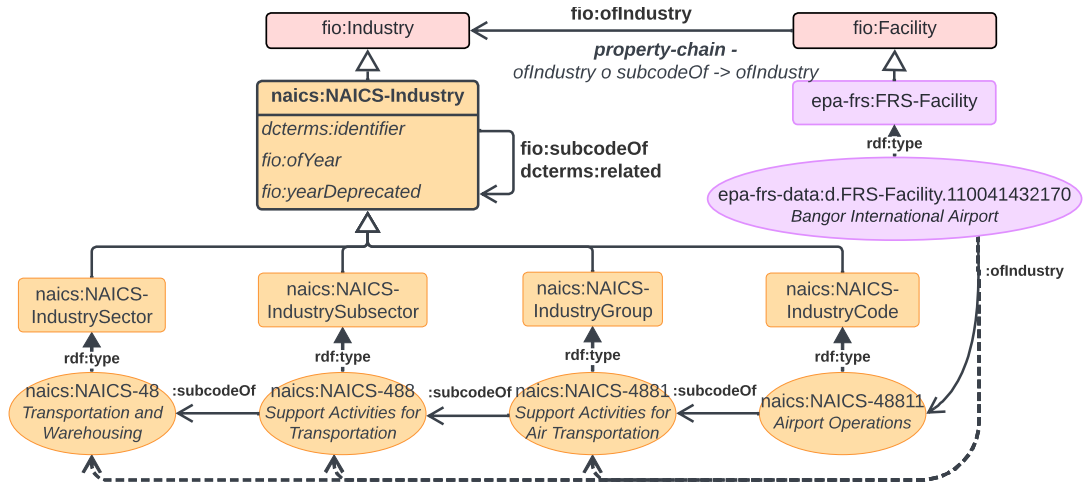 fio:ofIndustry
fio:Industry
fio:Facility
property-chain -
ofIndustry o subcodeOf -> ofIndustry
naics:NAICS-Industry
dcterms:identifier
fio:ofYear
fio:yearDeprecated
fio:subcodeOf
dcterms:related
epa-frs:FRS-Facility
rdf:type
epa-frs-data:d.FRS-Facility.110041432170
Bangor International Airport
:ofIndustry
naics:NAICS-
IndustrySector
naics:NAICS-
IndustrySubsector
naics:NAICS-
IndustryGroup
naics:NAICS-
IndustryCode
rdf:type
rdf:type
rdf:type
rdf:type
naics:NAICS-48
Transportation and
Warehousing
:subcodeOf
naics:NAICS-488
Support Activities for
Transportation
:subcodeOf
naics:NAICS-4881
Support Activities for
Air Transportation
:subcodeOf
naics:NAICS-48811
Airport Operations